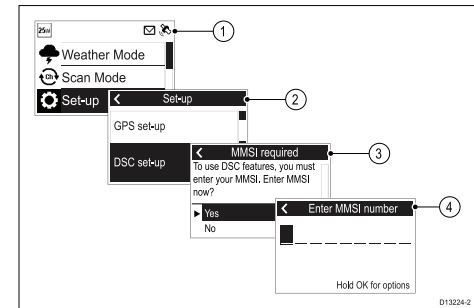 25W
1
Weather Mode
Ch
Scan Mode
Set-up
Set-up
2
GPS set-up
DSC set-up
MMSI required
3
To use DSC features, you must
enter your MMSI. Enter MMSI
now?
Yes
No
Enter MMSI number
4
Hold OK for options
D13224-2